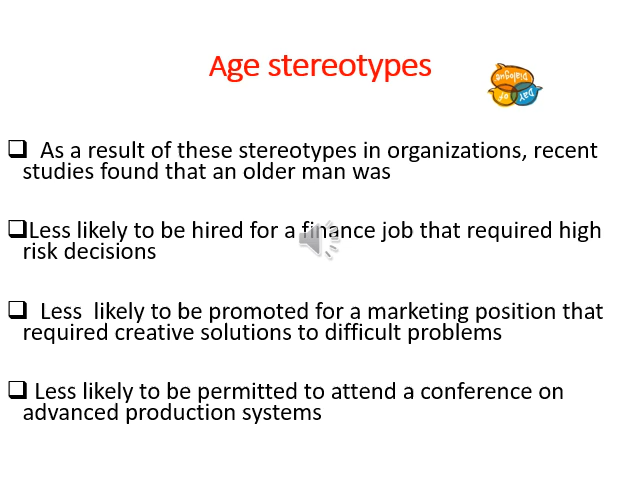 Age stereotypes
DAY
OF
Dialogue
❑ As a result of these stereotypes in organizations, recent
studies found that an older man was
❑Less likely to be hired for a finance job that required high
risk decisions
❑ Less likely to be promoted for a marketing position that
required creative solutions to difficult problems
❑ Less likely to be permitted to attend a conference on
advanced production systems